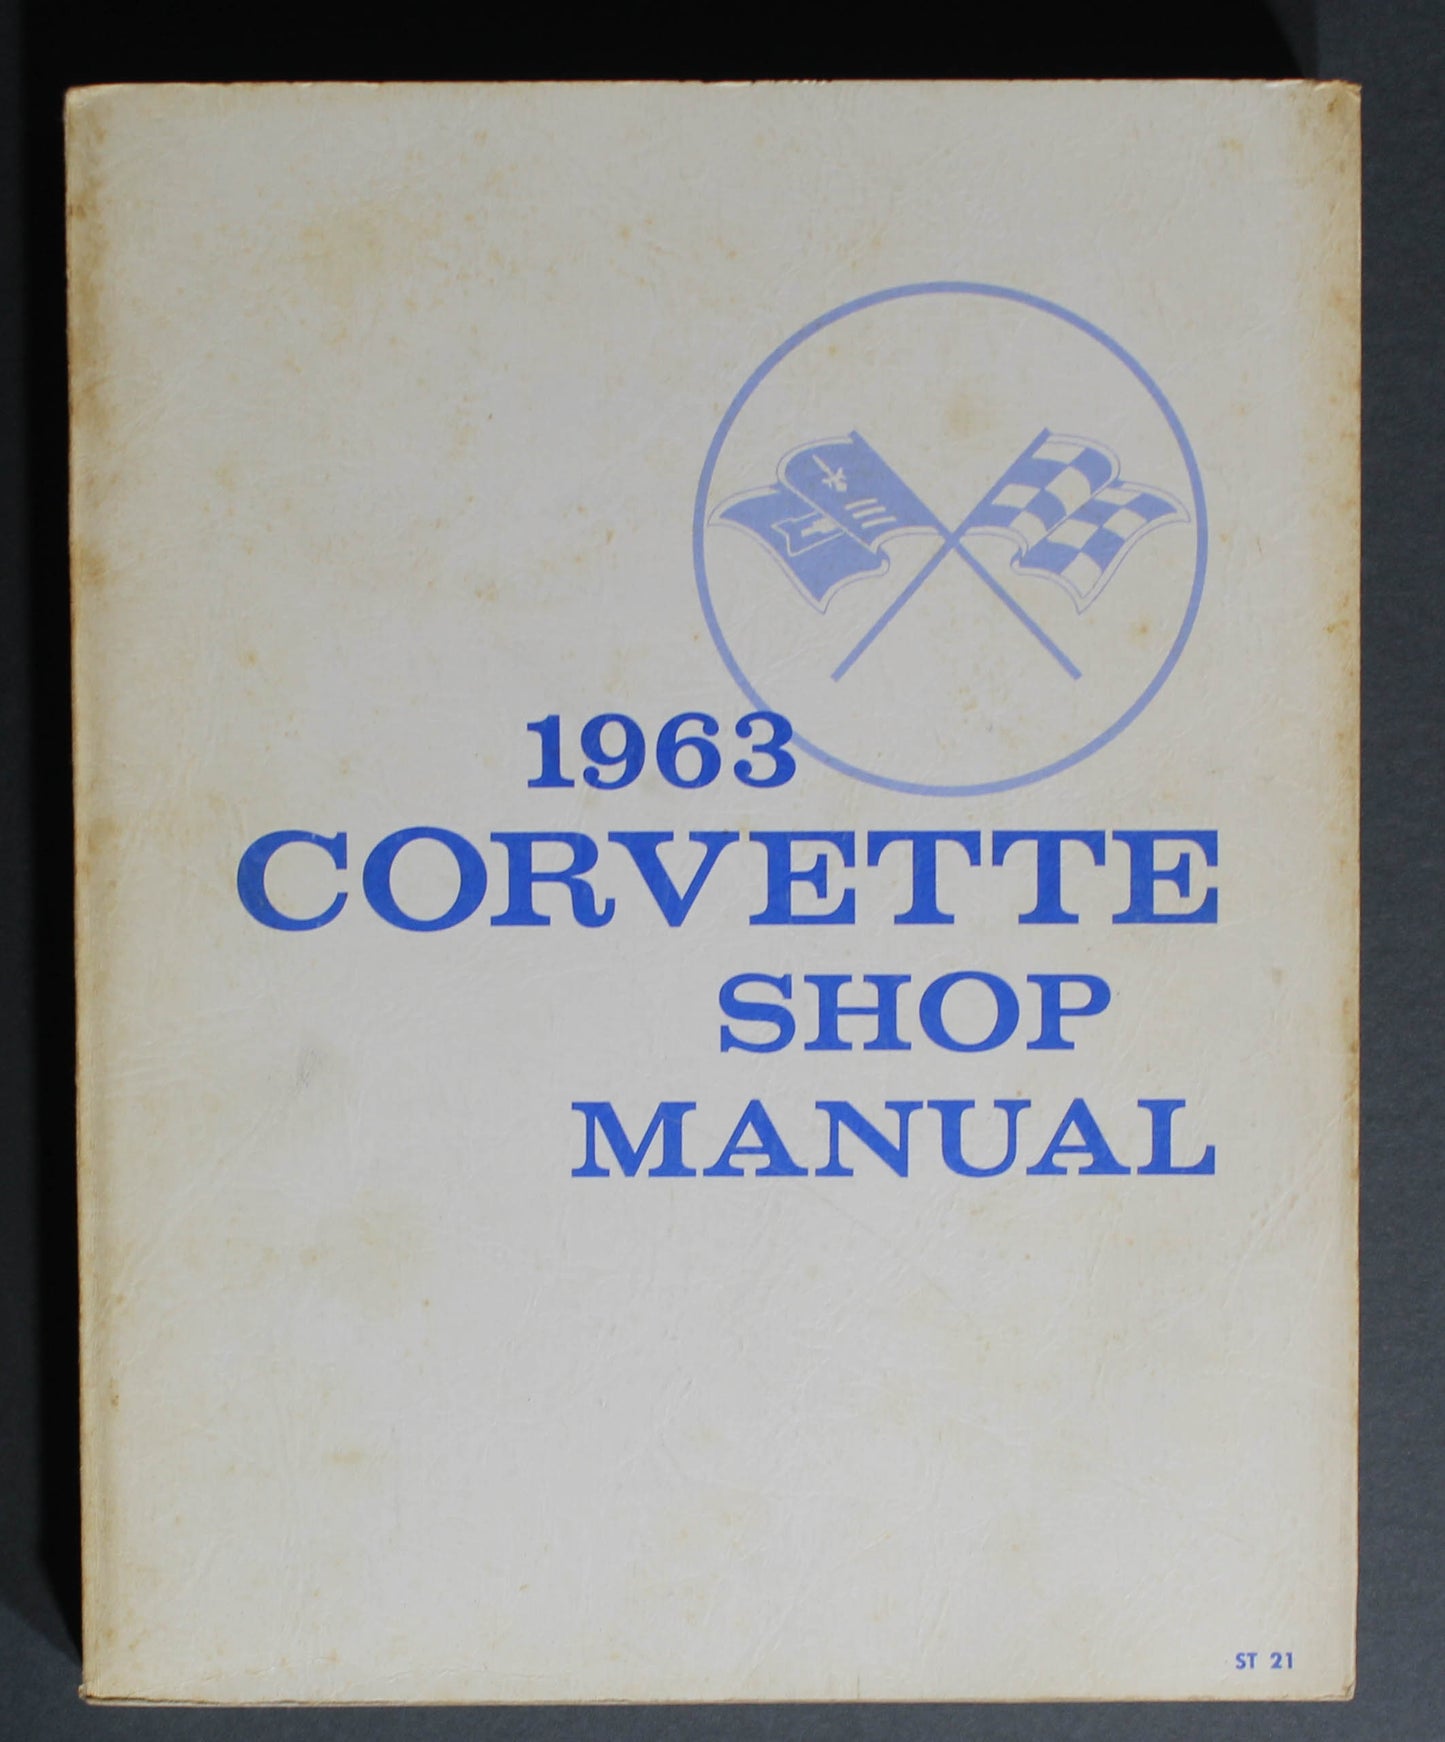 1963
CORVETTE
SHOP
MANUAL
ST 21